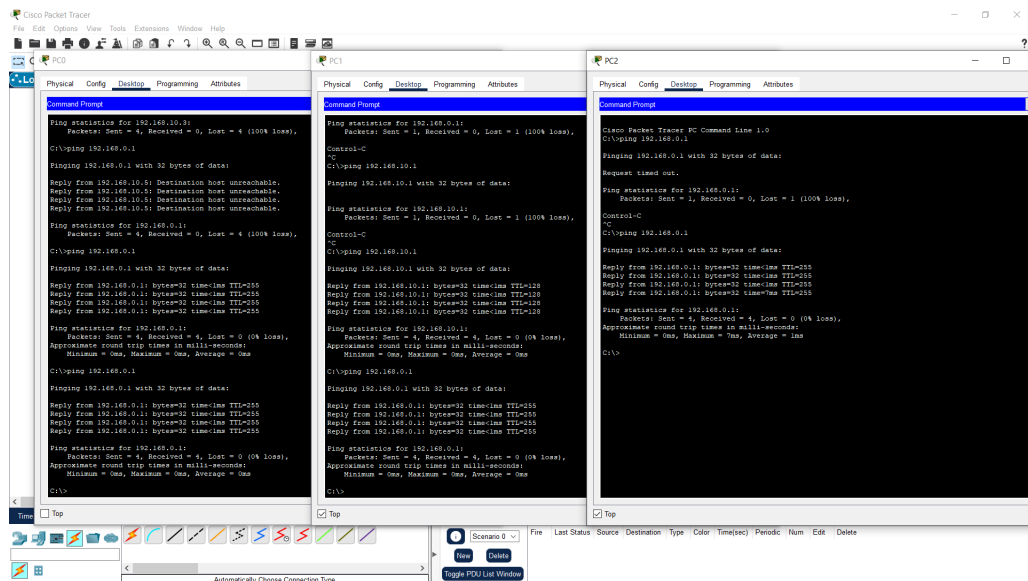 Cisco Packet Tracer
File Edit Options View Tools Extensions Window Help
PC0
Physical Config Desktop Programming Attributes
Command Prompt
Ping statistics for 192.168.10.3:
Packets: Sent = 4, Received = 0, Lost = 4 (100% loss),
C:\>ping 192.168.0.1
Pinging 192.168.0.1 with 32 bytes of data:
Reply from 192.168.10.5: Destination host unreachable.
Reply from 192.168.10.5: Destination host unreachable.
Reply from 192.168.10.5: Destination host unreachable.
Reply from 192.168.10.5: Destination host unreachable.
Ping statistics for 192.168.0.1:
Packets: Sent = 4, Received = 0, Lost = 4 (100% loss),
C:\>ping 192.168.0.1
Pinging 192.168.0.1 with 32 bytes of data:
Reply from 192.168.0.1: bytes=32 time<1ms TTL=255
Reply from 192.168.0.1: bytes=32 time<1ms TTL=255
Reply from 192.168.0.1: bytes=32 time<1ms TTL=255
Reply from 192.168.0.1: bytes=32 time<1ms TTL=255
Ping statistics for 192.168.0.1:
Packets: Sent = 4, Received = 4, Lost = 0 (0% loss),
Approximate round trip times in milli-seconds:
Minimum = 0ms, Maximum = 0ms, Average = 0ms
C:\>ping 192.168.0.1
Pinging 192.168.0.1 with 32 bytes of data:
Reply from 192.168.0.1: bytes=32 time<1ms TTL=255
Reply from 192.168.0.1: bytes=32 time<1ms TTL=255
Reply from 192.168.0.1: bytes=32 time<1ms TTL=255
Reply from 192.168.0.1: bytes=32 time<1ms TTL=255
Ping statistics for 192.168.0.1:
Packets: Sent = 4, Received = 4, Lost = 0 (0% loss),
Approximate round trip times in milli-seconds:
Minimum = 0ms, Maximum = 0ms, Average = 0ms
C:\>
Top
PC1
Physical Config Desktop Programming Attributes
Command Prompt
Ping statistics for 192.168.0.1:
Packets: Sent = 1, Received = 0, Lost = 1 (100% loss),
Control-C
^C
C:\>ping 192.168.10.1
Pinging 192.168.10.1 with 32 bytes of data:
Ping statistics for 192.168.10.1:
Packets: Sent = 1, Received = 0, Lost = 1 (100% loss),
Control-C
^C
C:\>ping 192.168.10.1
Pinging 192.168.10.1 with 32 bytes of data:
Reply from 192.168.10.1: bytes=32 time<1ms TTL=128
Reply from 192.168.10.1: bytes=32 time<1ms TTL=128
Reply from 192.168.10.1: bytes=32 time<1ms TTL=128
Reply from 192.168.10.1: bytes=32 time<1ms TTL=128
Ping statistics for 192.168.10.1:
Packets: Sent = 4, Received = 4, Lost = 0 (0% loss),
Approximate round trip times in milli-seconds:
Minimum = 0ms, Maximum = 0ms, Average = 0ms
C:\>ping 192.168.0.1
Pinging 192.168.0.1 with 32 bytes of data:
Reply from 192.168.0.1: bytes=32 time<1ms TTL=255
Reply from 192.168.0.1: bytes=32 time<1ms TTL=255
Reply from 192.168.0.1: bytes=32 time<1ms TTL=255
Reply from 192.168.0.1: bytes=32 time<1ms TTL=255
Ping statistics for 192.168.0.1:
Packets: Sent = 4, Received = 4, Lost = 0 (0% loss),
Approximate round trip times in milli-seconds:
Minimum = 0ms, Maximum = 0ms, Average = 0ms
C:\>
Top
PC2
Physical Config Desktop Programming Attributes
Command Prompt
Cisco Packet Tracer PC Command Line 1.0
C:\>ping 192.168.0.1
Pinging 192.168.0.1 with 32 bytes of data:
Request timed out.
Ping statistics for 192.168.0.1:
Packets: Sent = 1, Received = 0, Lost = 1 (100% loss),
Control-C
^C
C:\>ping 192.168.0.1
Pinging 192.168.0.1 with 32 bytes of data:
Reply from 192.168.0.1: bytes=32 time<1ms TTL=255
Reply from 192.168.0.1: bytes=32 time<1ms TTL=255
Reply from 192.168.0.1: bytes=32 time<1ms TTL=255
Reply from 192.168.0.1: bytes=32 time=7ms TTL=255
Ping statistics for 192.168.0.1:
Packets: Sent = 4, Received = 4, Lost = 0 (0% loss),
Approximate round trip times in milli-seconds:
Minimum = 0ms, Maximum = 7ms, Average = 1ms
C:\>
Top
Lo
Time
Scenario 0
New Delete
Toggle PDU List Window
Fire Last Status Source Destination Type Color Time(sec) Periodic Num Edit Delete
Automatically Choose Connection Type